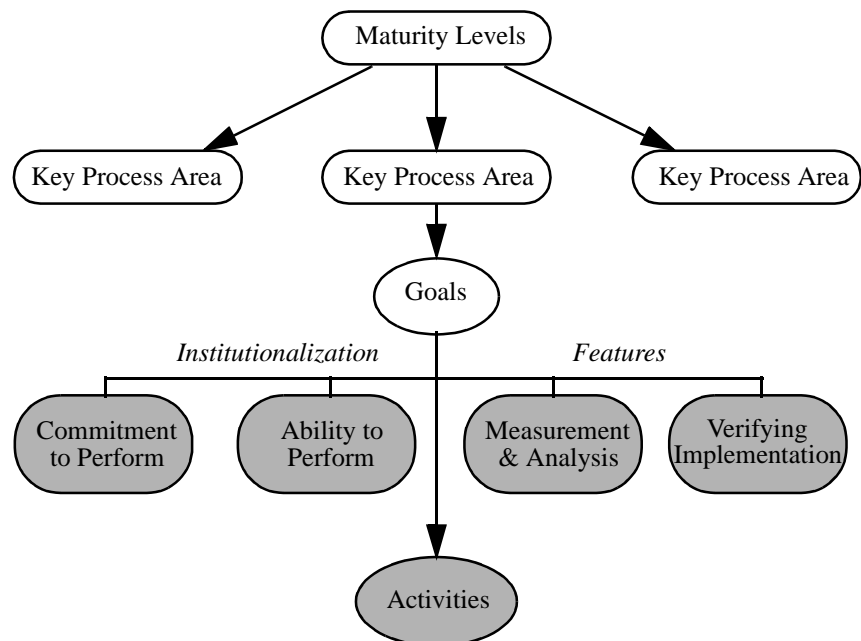 Maturity Levels
Key Process Area
Key Process Area
Key Process Area
Goals
Institutionalization
Features
Commitment
to Perform
Ability to
Perform
Measurement
& Analysis
Verifying
Implementation
Activities